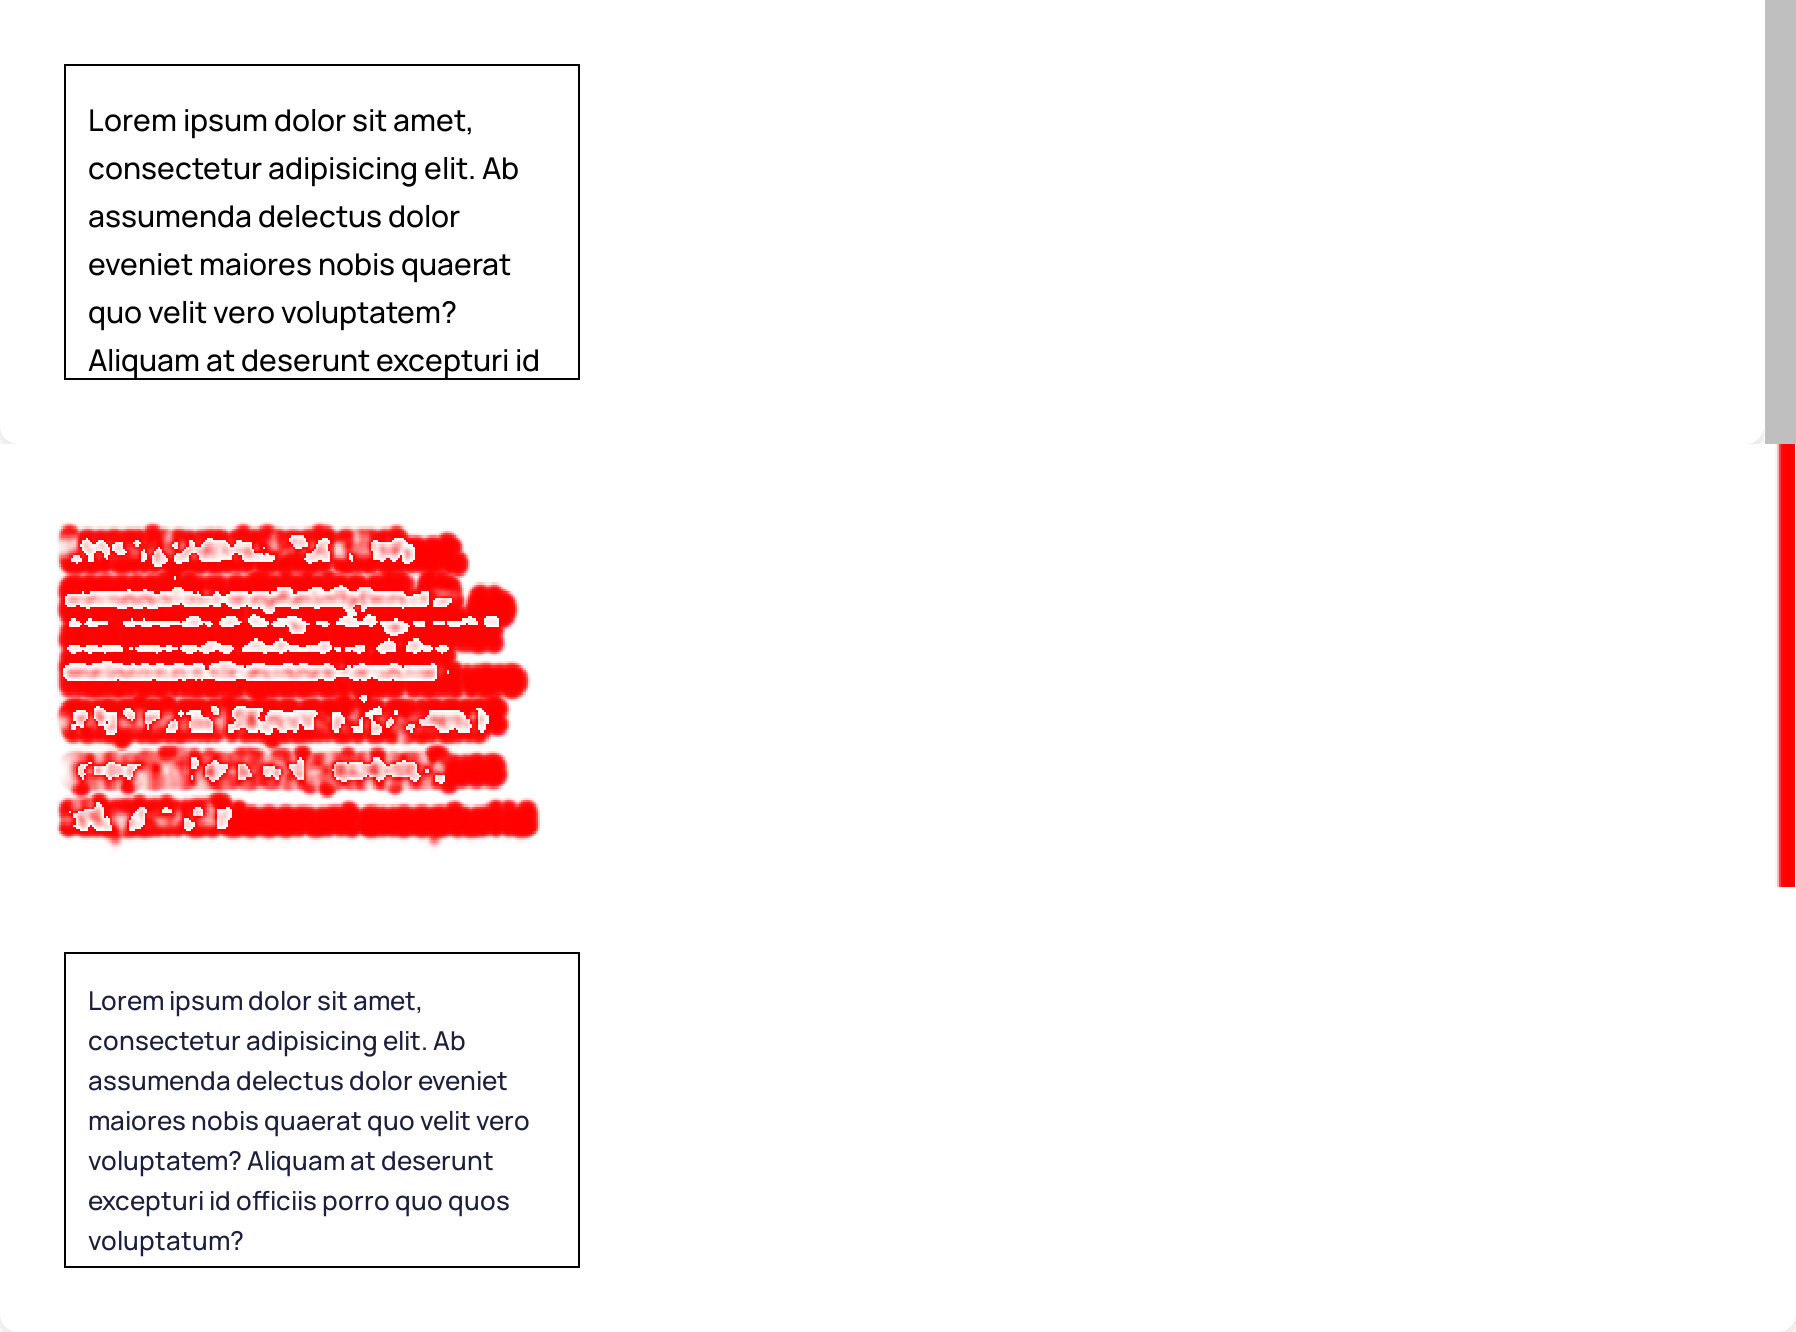 Lorem ipsum dolor sit amet,
consectetur adipisicing elit. Ab
assumenda delectus dolor
eveniet maiores nobis quaerat
quo velit vero voluptatem?
Aliquam at deserunt excepturi id
Lorem ipsum dolor sit amet,
consectetur adipisicing elit. Ab
assumenda delectus dolor eveniet
maiores nobis quaerat quo velit vero
voluptatem? Aliquam at deserunt
excepturi id officiis porro quo quos
voluptatum?